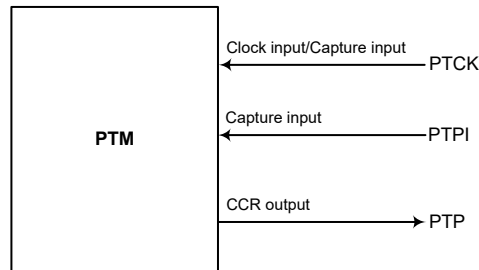 Clock input/Capture input
PTCK
Capture input
PTPI
PTM
CCR output
PTP